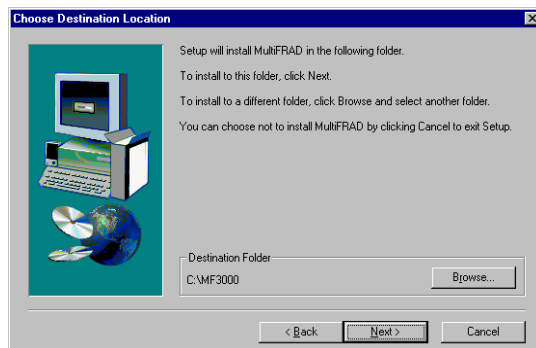 Choose Destination Location
Setup will install MultiFRAD in the following folder.
To install to this folder, click Next.
To install to a different folder, click Browse and select another folder.
You can choose not to install MultiFRAD by clicking Cancel to exit Setup.
Destination Folder
C:\MF3000
Browse...
< Back
Next >
Cancel